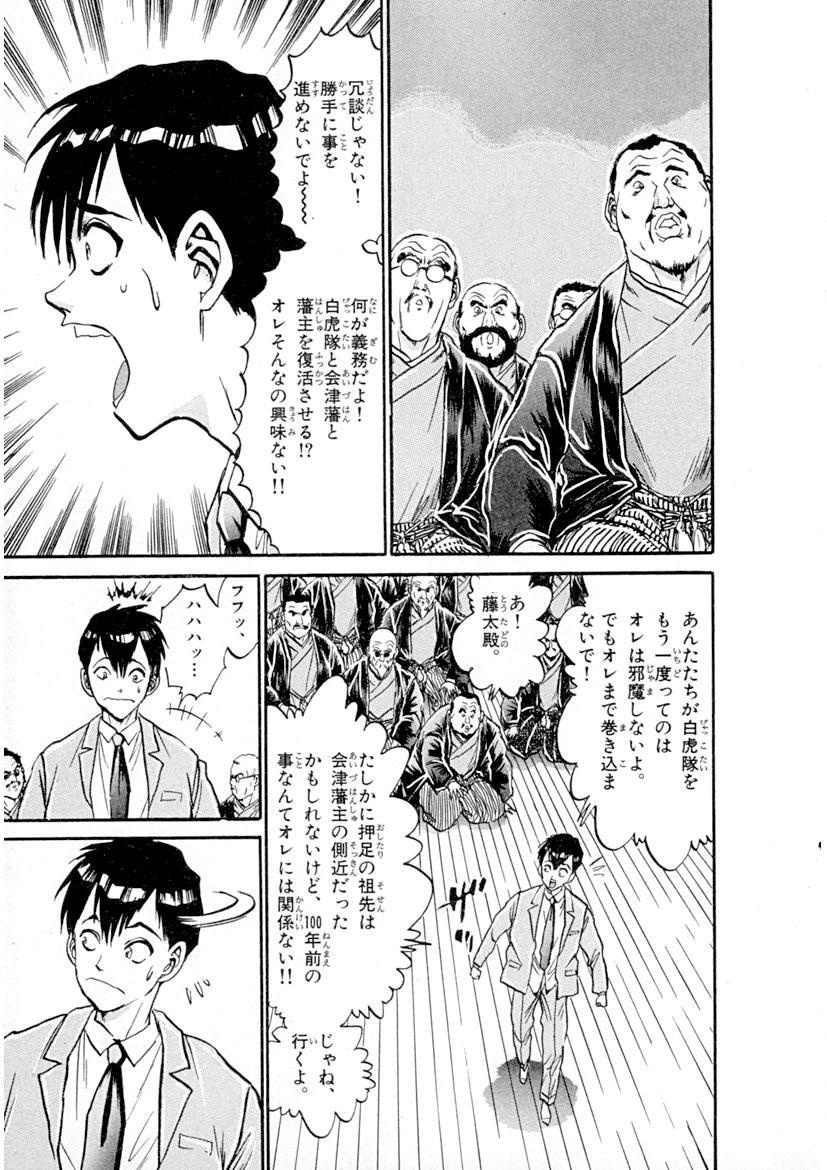 冗談じゃない！
勝手に事を
進めないでよ〜〜
何が義務だよ！
白虎隊と会津藩と
藩主を復活させる!?
オレそんなの興味ない!!
あんたたちが白虎隊を
もう一度ってのは
オレは邪魔しないよ。
でもオレまで巻き込ま
ないで！
あ！
藤太殿。
たしかに押足の祖先は
会津藩主の側近だった
かもしれないけど、100年前の
事なんてオレには関係ない!!
じゃね、
行くよ。
フフッ、
ハハハッ…